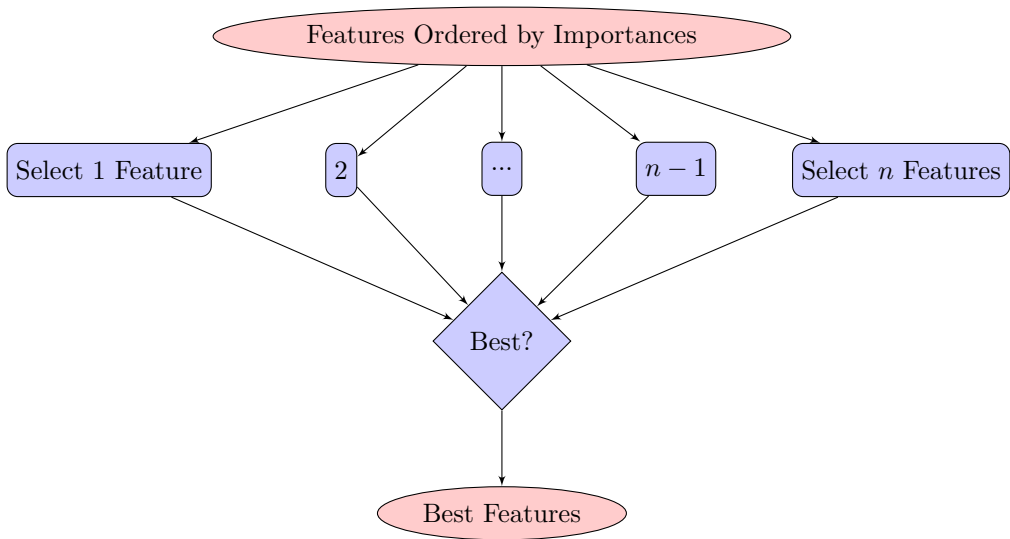 Features Ordered by Importances
Select 1 Feature
2
...
n − 1
Select n Features
Best?
Best Features